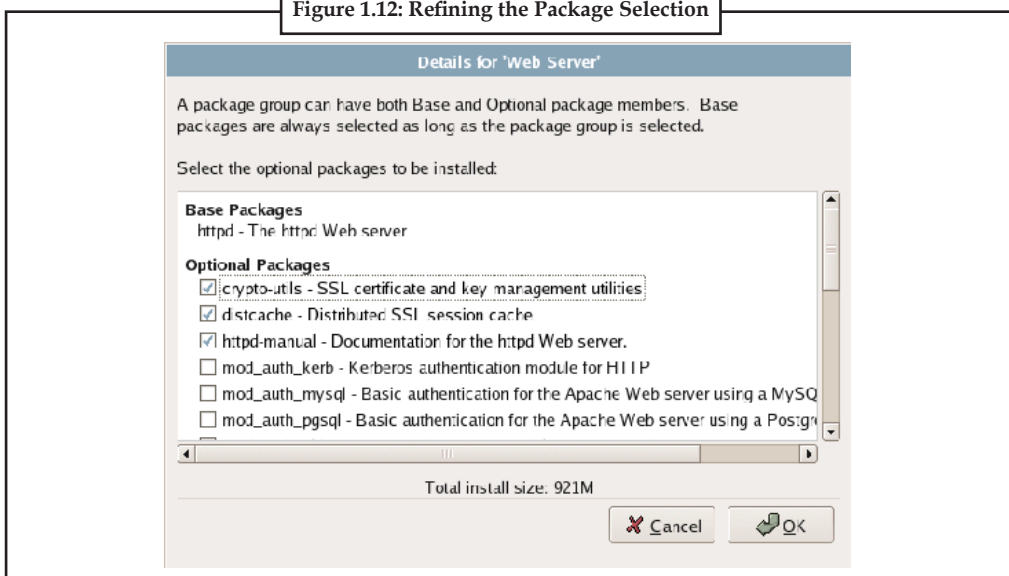 Figure 1.12: Refining the Package Selection
Details for 'Web Server'
A package group can have both Base and Optional package members. Base
packages are always selected as long as the package group is selected.
Select the optional packages to be installed:
Base Packages
httpd - The httpd Web server
Optional Packages
crypto-utils - SSL certificate and key management utilities
distcache - Distributed SSL session cache
httpd-manual - Documentation for the httpd Web server.
mod_auth_kerb - Kerberos authentication module for HTTP
mod_auth_mysql - Basic authentication for the Apache Web server using a MySQ
mod_auth_pgsql - Basic authentication for the Apache Web server using a Postgr
Total install size: 921M
Cancel
OK